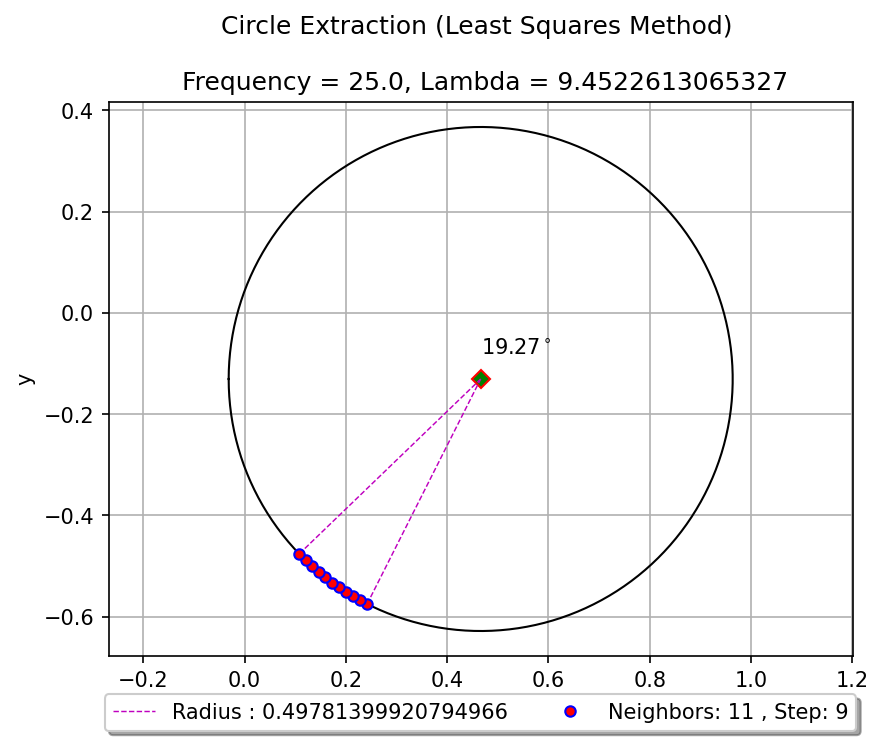 Circle Extraction (Least Squares Method)
Frequency = 25.0, Lambda = 9.4522613065327
0.4
0.2
0.0
−0.2
−0.4
−0.6
y
19.27°
−0.2 0.0 0.2 0.4 0.6 0.8 1.0 1.2
Radius : 0.49781399920794966 Neighbors: 11 , Step: 9